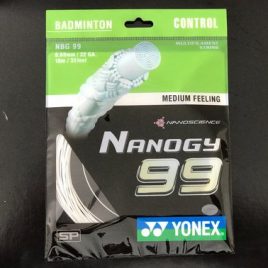 BADMINTON
CONTROL
NBG 99
0.69mm / 22 GA
10m / 33 feet
MULTIFILAMENT
STRING
MEDIUM FEELING
NANOSCIENCE
NANOGY
99
SP
YONEX